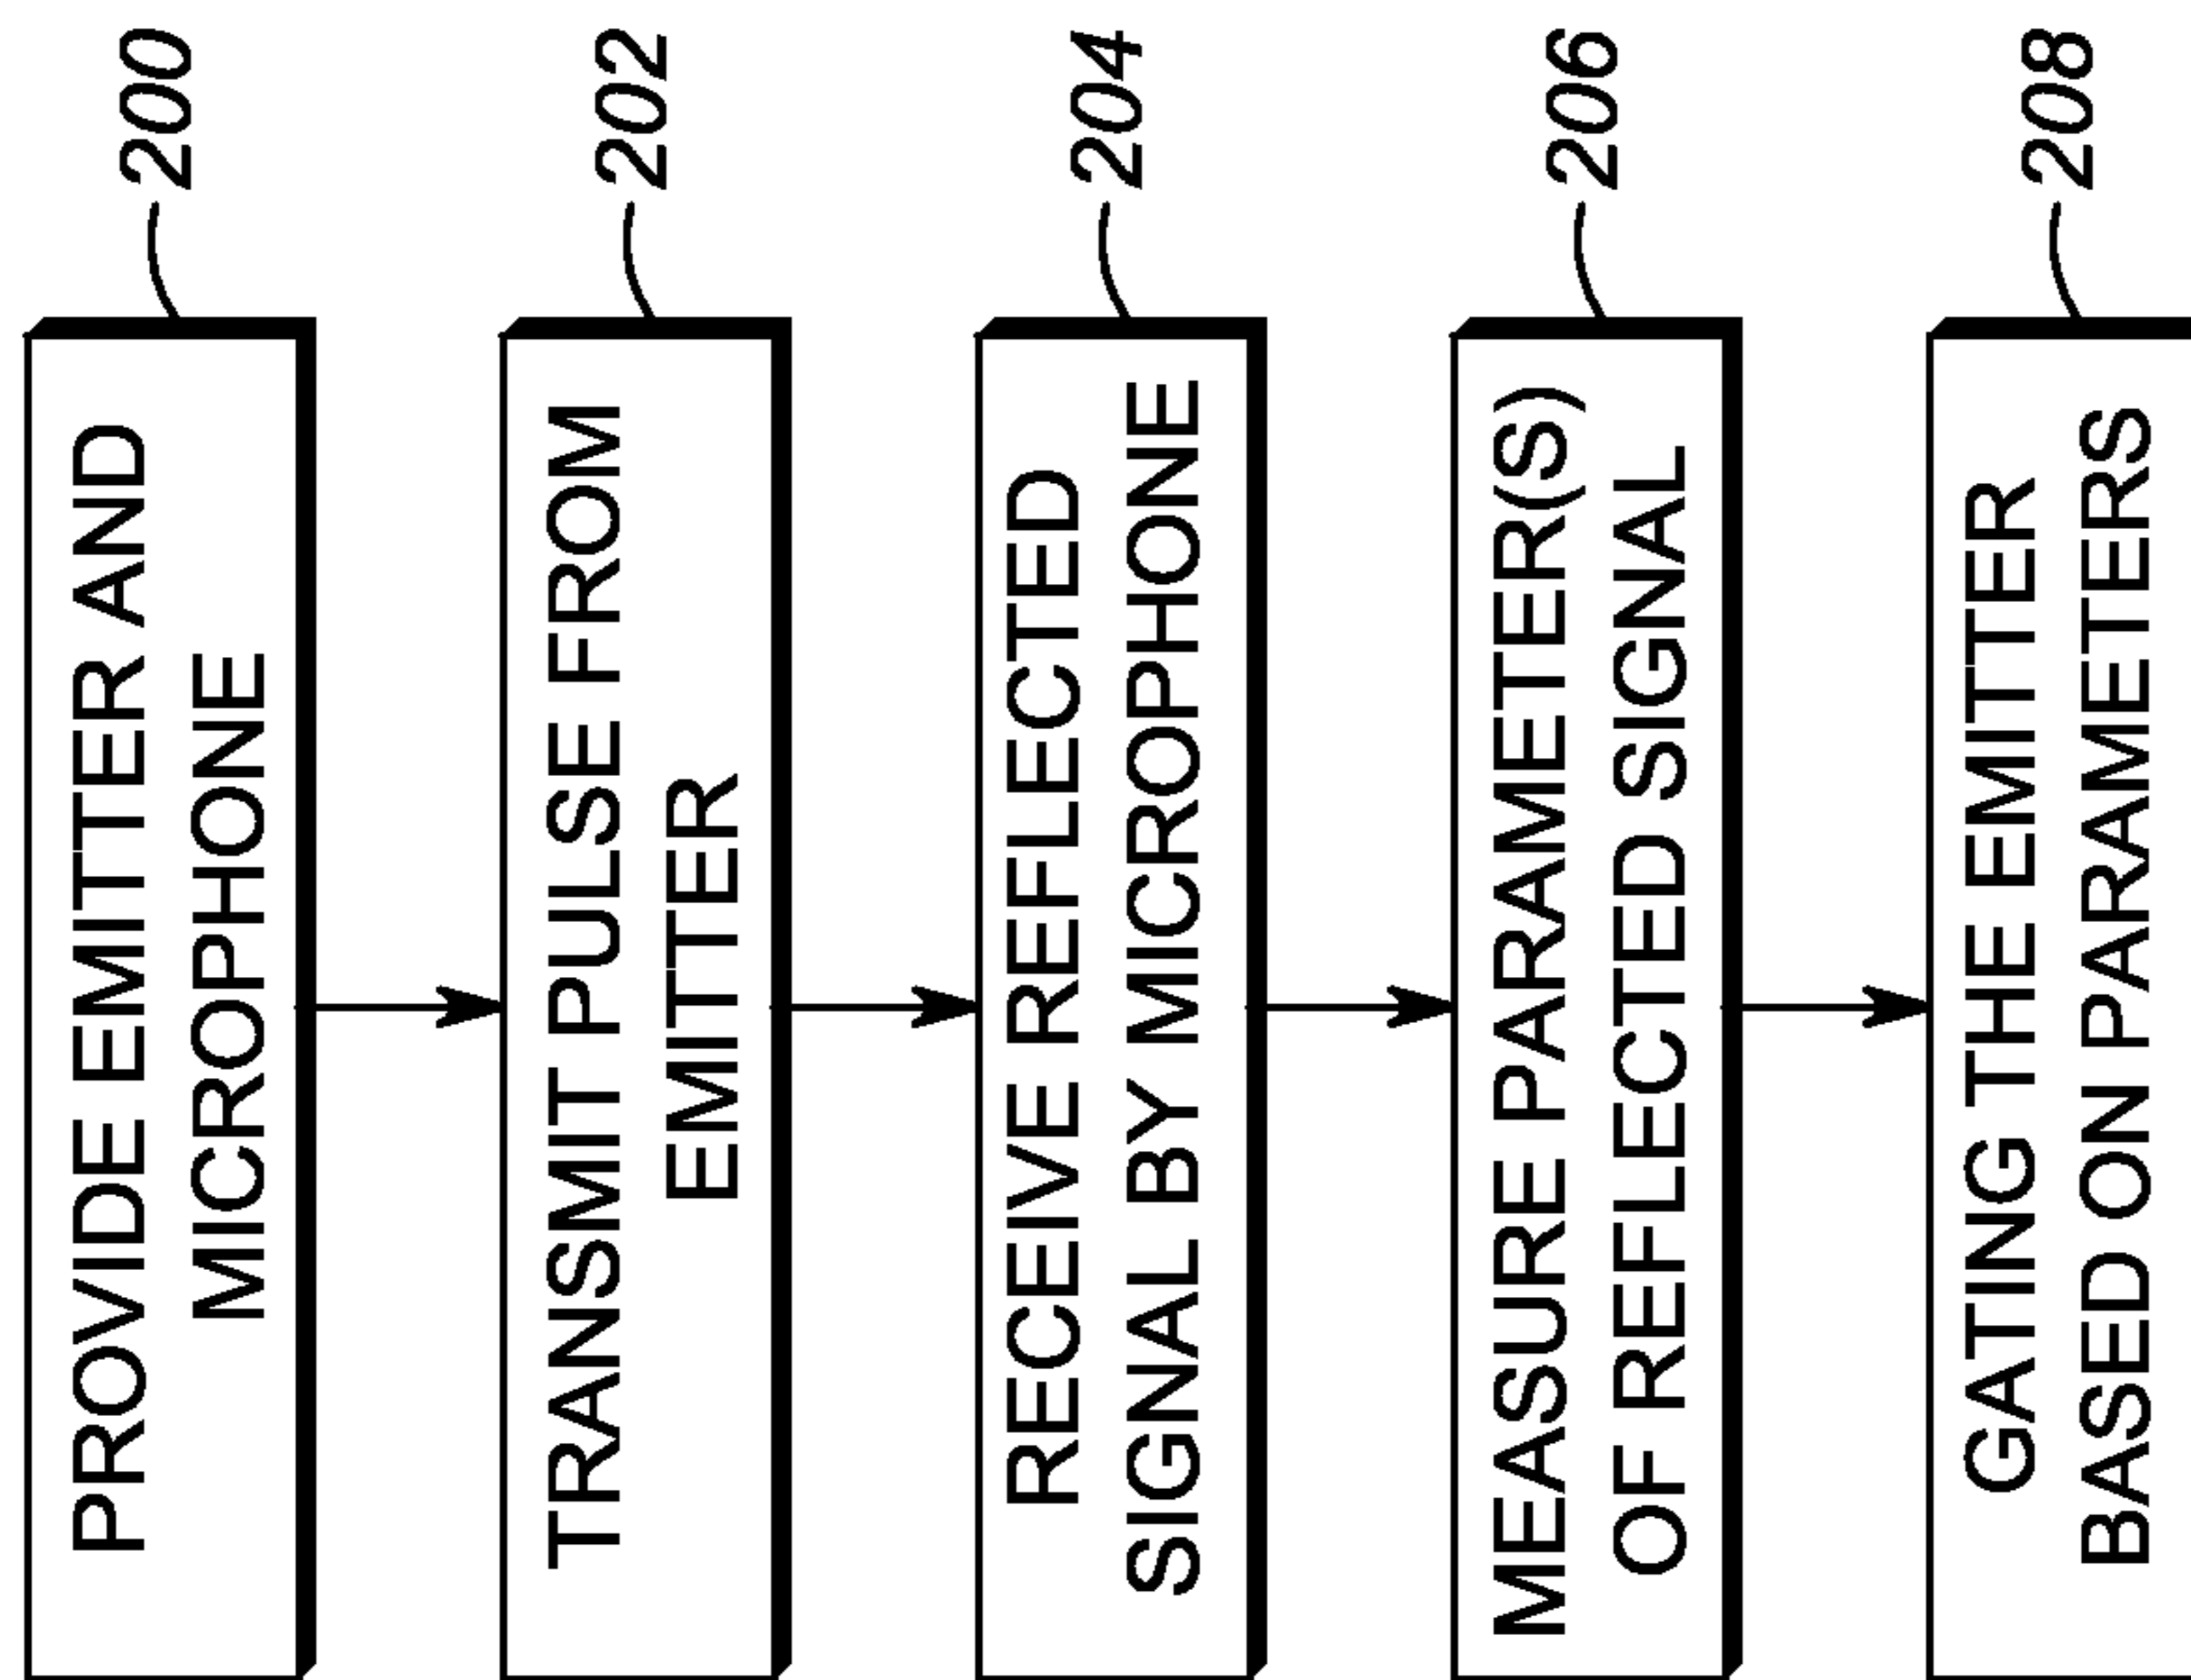 PROVIDE EMITTER AND
MICROPHONE
200
TRANSMIT PULSE FROM
EMITTER
202
RECEIVE REFLECTED
SIGNAL BY MICROPHONE
204
MEASURE PARAMETER(S)
OF REFLECTED SIGNAL
206
GATING THE EMITTER
BASED ON PARAMETERS
208